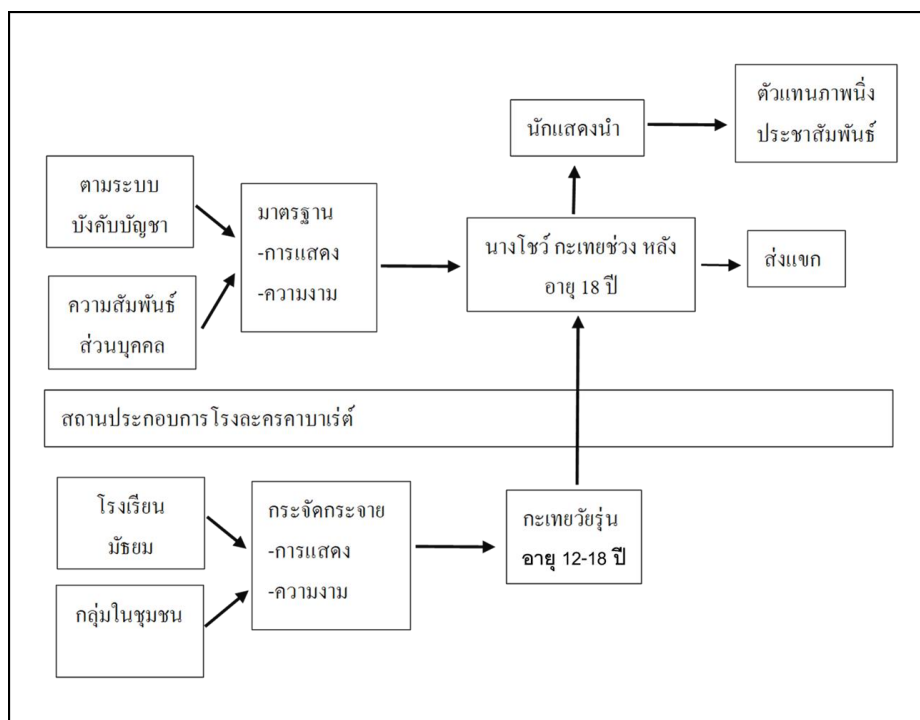 ตัวแทนภาพนิ่ง
ประชาสัมพันธ์
นักแสดงนำ
ตามระบบ
บังคับบัญชา
มาตรฐาน
-การแสดง
-ความงาม
นางโชว์ กะเทยช่วง หลัง
อายุ 18 ปี
ส่งแขก
ความสัมพันธ์
ส่วนบุคคล
สถานประกอบการโรงละครคาบาเร่ต์
โรงเรียน
มัธยม
กระจัดกระจาย
-การแสดง
-ความงาม
กะเทยวัยรุ่น
อายุ 12-18 ปี
กลุ่มในชุมชน